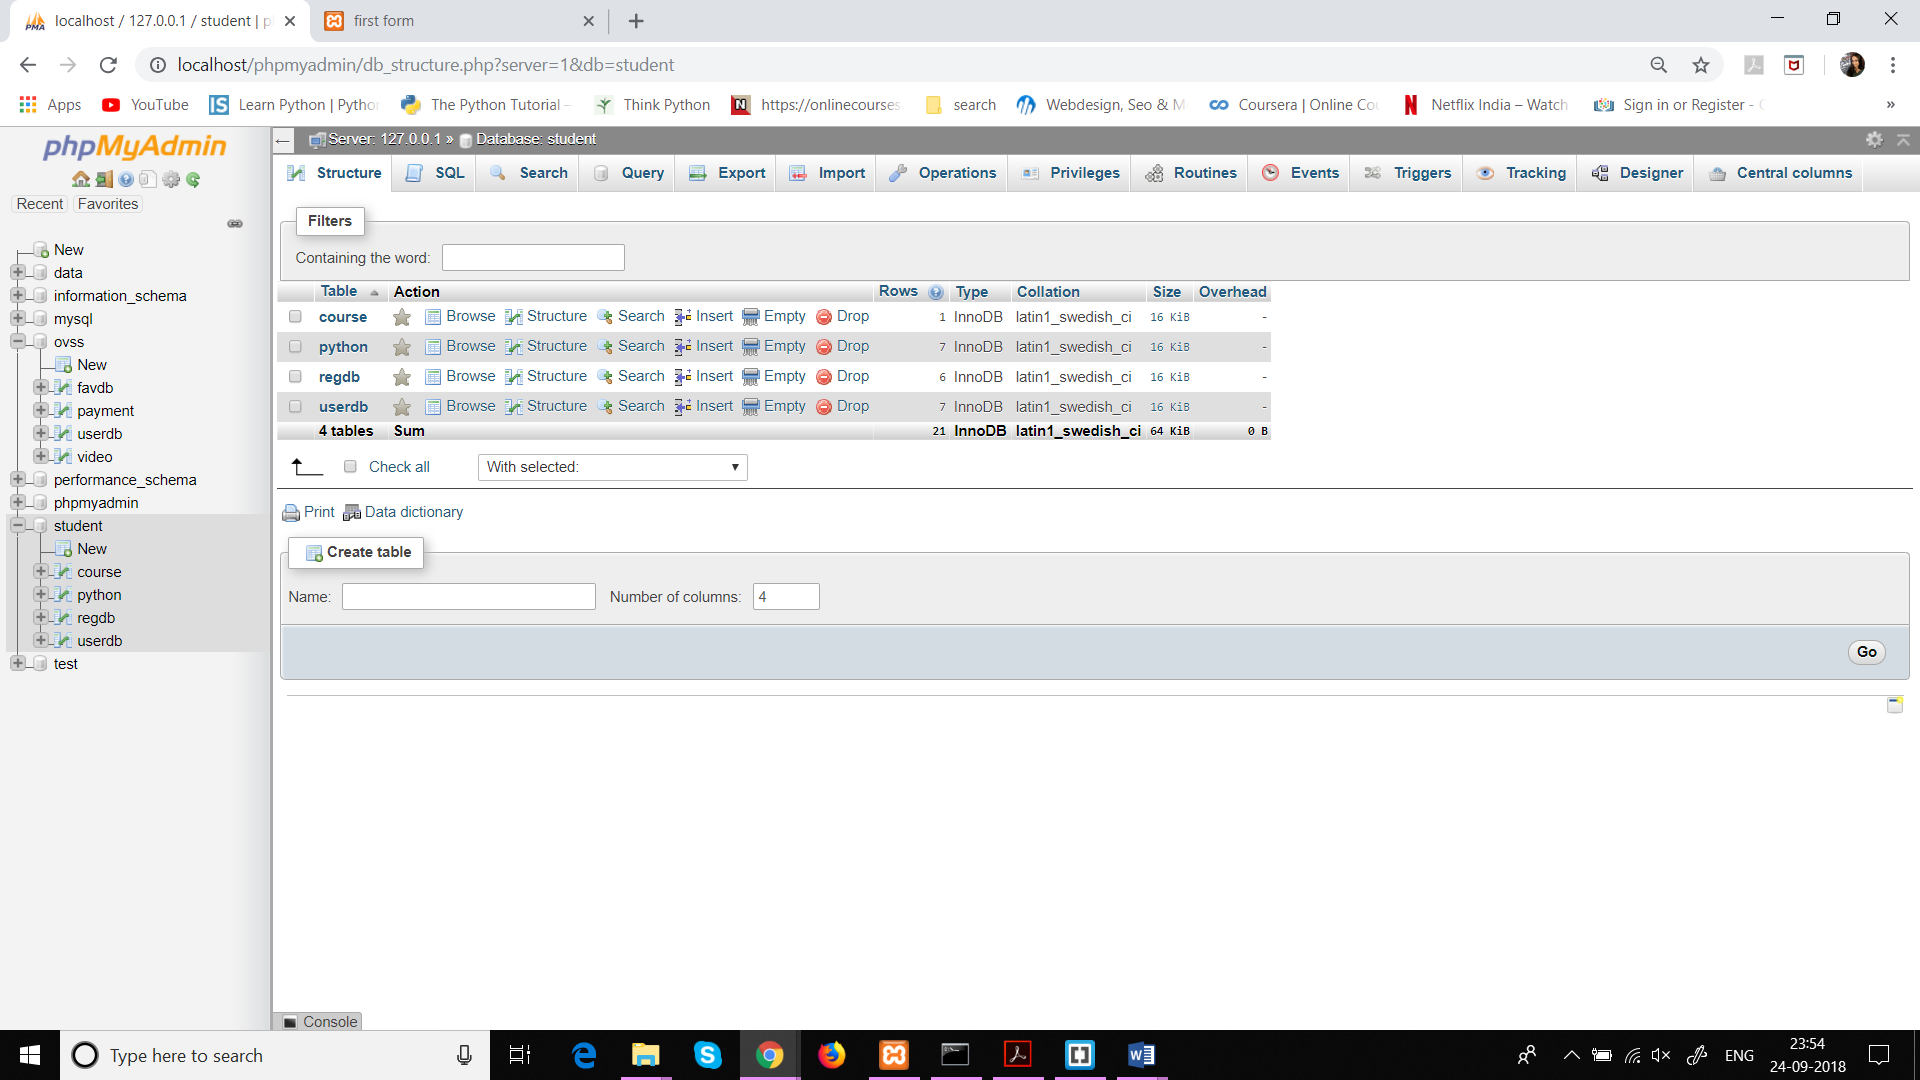 localhost / 127.0.0.1 / student | p
first form
localhost/phpmyadmin/db_structure.php?server=1&db=student
Apps YouTube Learn Python | Pytho The Python Tutorial Think Python https://onlinecourses search Webdesign, Seo & M Coursera | Online Co Netflix India – Watch Sign in or Register - »
phpMyAdmin
Recent Favorites
New
data
information_schema
mysql
ovss
New
favdb
payment
userdb
video
performance_schema
phpmyadmin
student
New
course
python
regdb
userdb
test
Server: 127.0.0.1 » Database: student
Structure SQL Search Query Export Import Operations Privileges Routines Events Triggers Tracking Designer Central columns
Filters
Containing the word:
Table Action Rows Type Collation Size Overhead
course Browse Structure Search Insert Empty Drop 1 InnoDB latin1_swedish_ci 16 KiB -
python Browse Structure Search Insert Empty Drop 7 InnoDB latin1_swedish_ci 16 KiB -
regdb Browse Structure Search Insert Empty Drop 6 InnoDB latin1_swedish_ci 16 KiB -
userdb Browse Structure Search Insert Empty Drop 7 InnoDB latin1_swedish_ci 16 KiB -
4 tables Sum 21 InnoDB latin1_swedish_ci 64 KiB 0 B
Check all With selected:
Print Data dictionary
Create table
Name: Number of columns: 4
Go
Console
Type here to search
ENG
23:54
24-09-2018